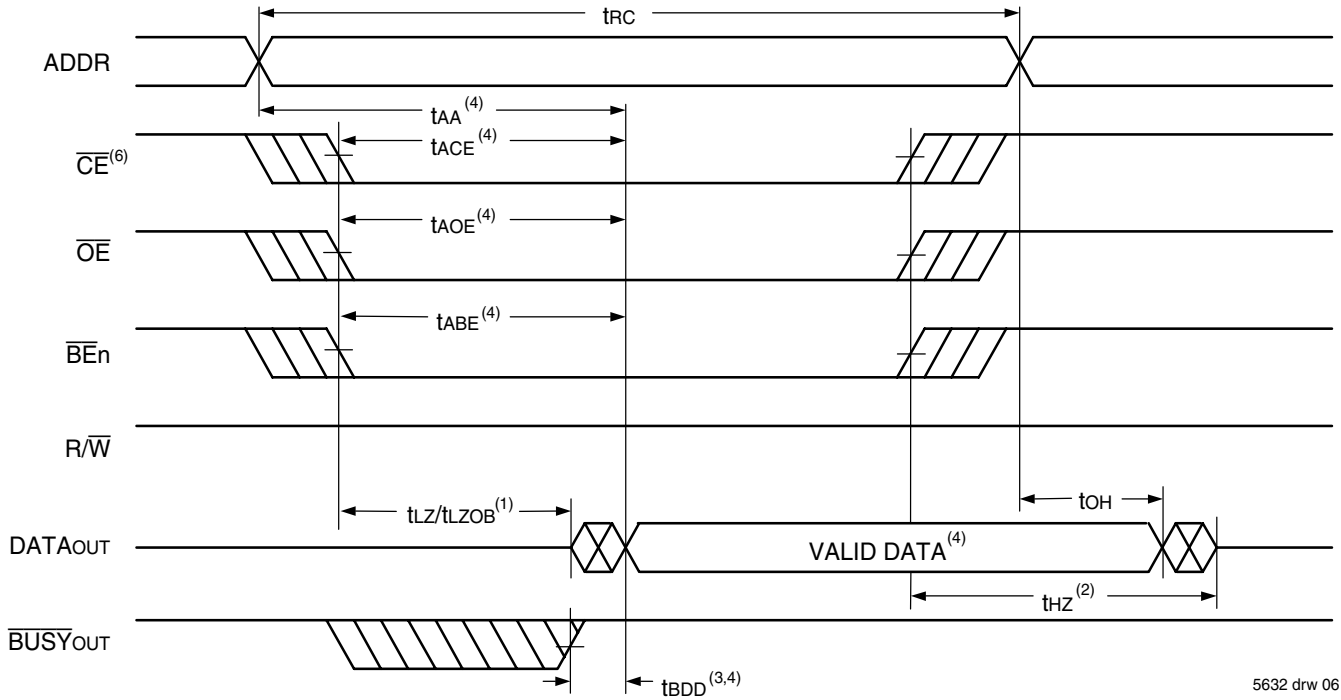 tRC
ADDR
tAA(4)
tACE(4)
CE(6)
tAOE(4)
OE
tABE(4)
BEn
R/W
tLZ/tLZOB(1)
tOH
DATAOUT
VALID DATA(4)
tHZ(2)
BUSYOUT
tBDD(3,4)
5632 drw 06